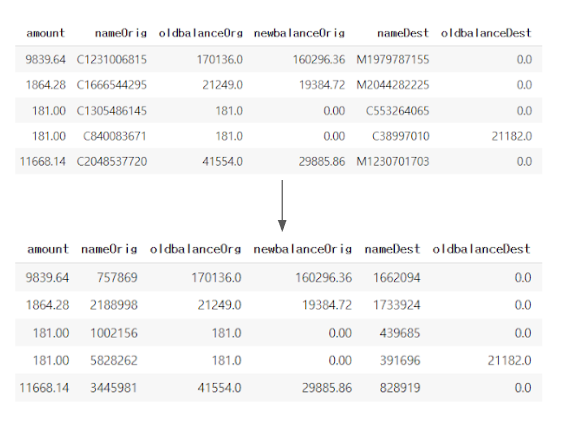 amount nameOrig oldbalanceOrg newbalanceOrig nameDest oldbalanceDest
9839.64 C1231006815 170136.0 160296.36 M1979787155 0.0
1864.28 C1666544295 21249.0 19384.72 M2044282225 0.0
181.00 C1305486145 181.0 0.00 C553264065 0.0
181.00 C840083671 181.0 0.00 C38997010 21182.0
11668.14 C2048537720 41554.0 29885.86 M1230701703 0.0
amount nameOrig oldbalanceOrg newbalanceOrig nameDest oldbalanceDest
9839.64 757869 170136.0 160296.36 1662094 0.0
1864.28 2188998 21249.0 19384.72 1733924 0.0
181.00 1002156 181.0 0.00 439685 0.0
181.00 5828262 181.0 0.00 391696 21182.0
11668.14 3445981 41554.0 29885.86 828919 0.0